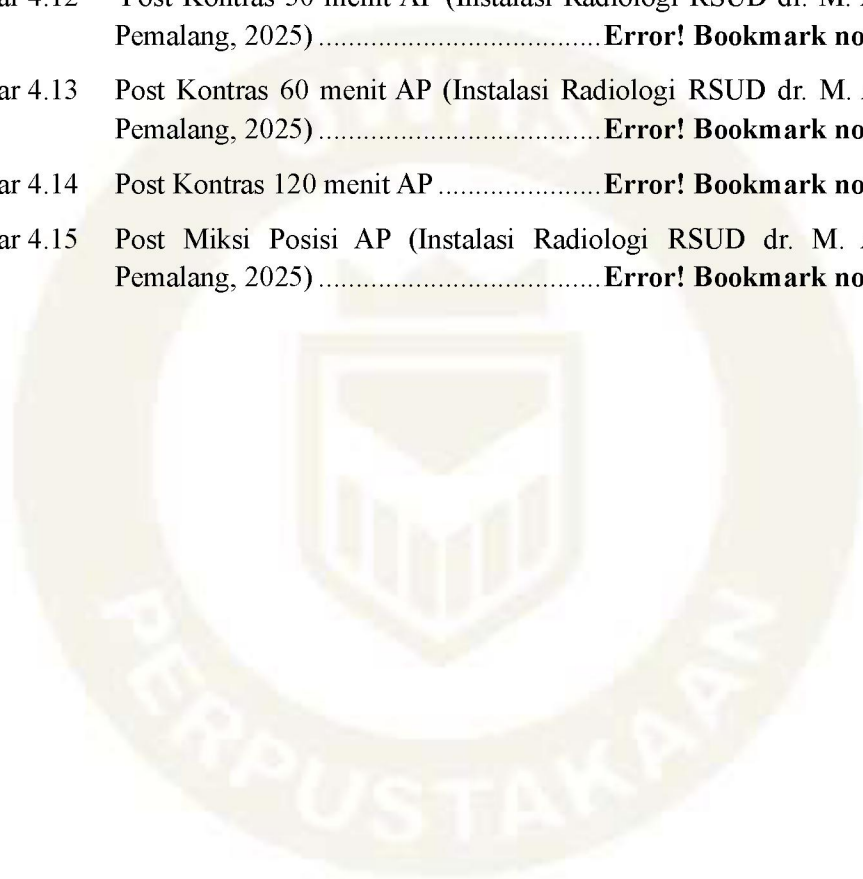 ar 4.12 Post Kontras 30 menit AP (Instalasi Radiologi RSUD dr. M. A
Pemalang, 2025) ...................................... Error! Bookmark no
ar 4.13 Post Kontras 60 menit AP (Instalasi Radiologi RSUD dr. M. A
Pemalang, 2025) ...................................... Error! Bookmark no
ar 4.14 Post Kontras 120 menit AP ...................... Error! Bookmark no
ar 4.15 Post Miksi Posisi AP (Instalasi Radiologi RSUD dr. M. A
Pemalang, 2025) ...................................... Error! Bookmark no
PERPUSTAKAAN